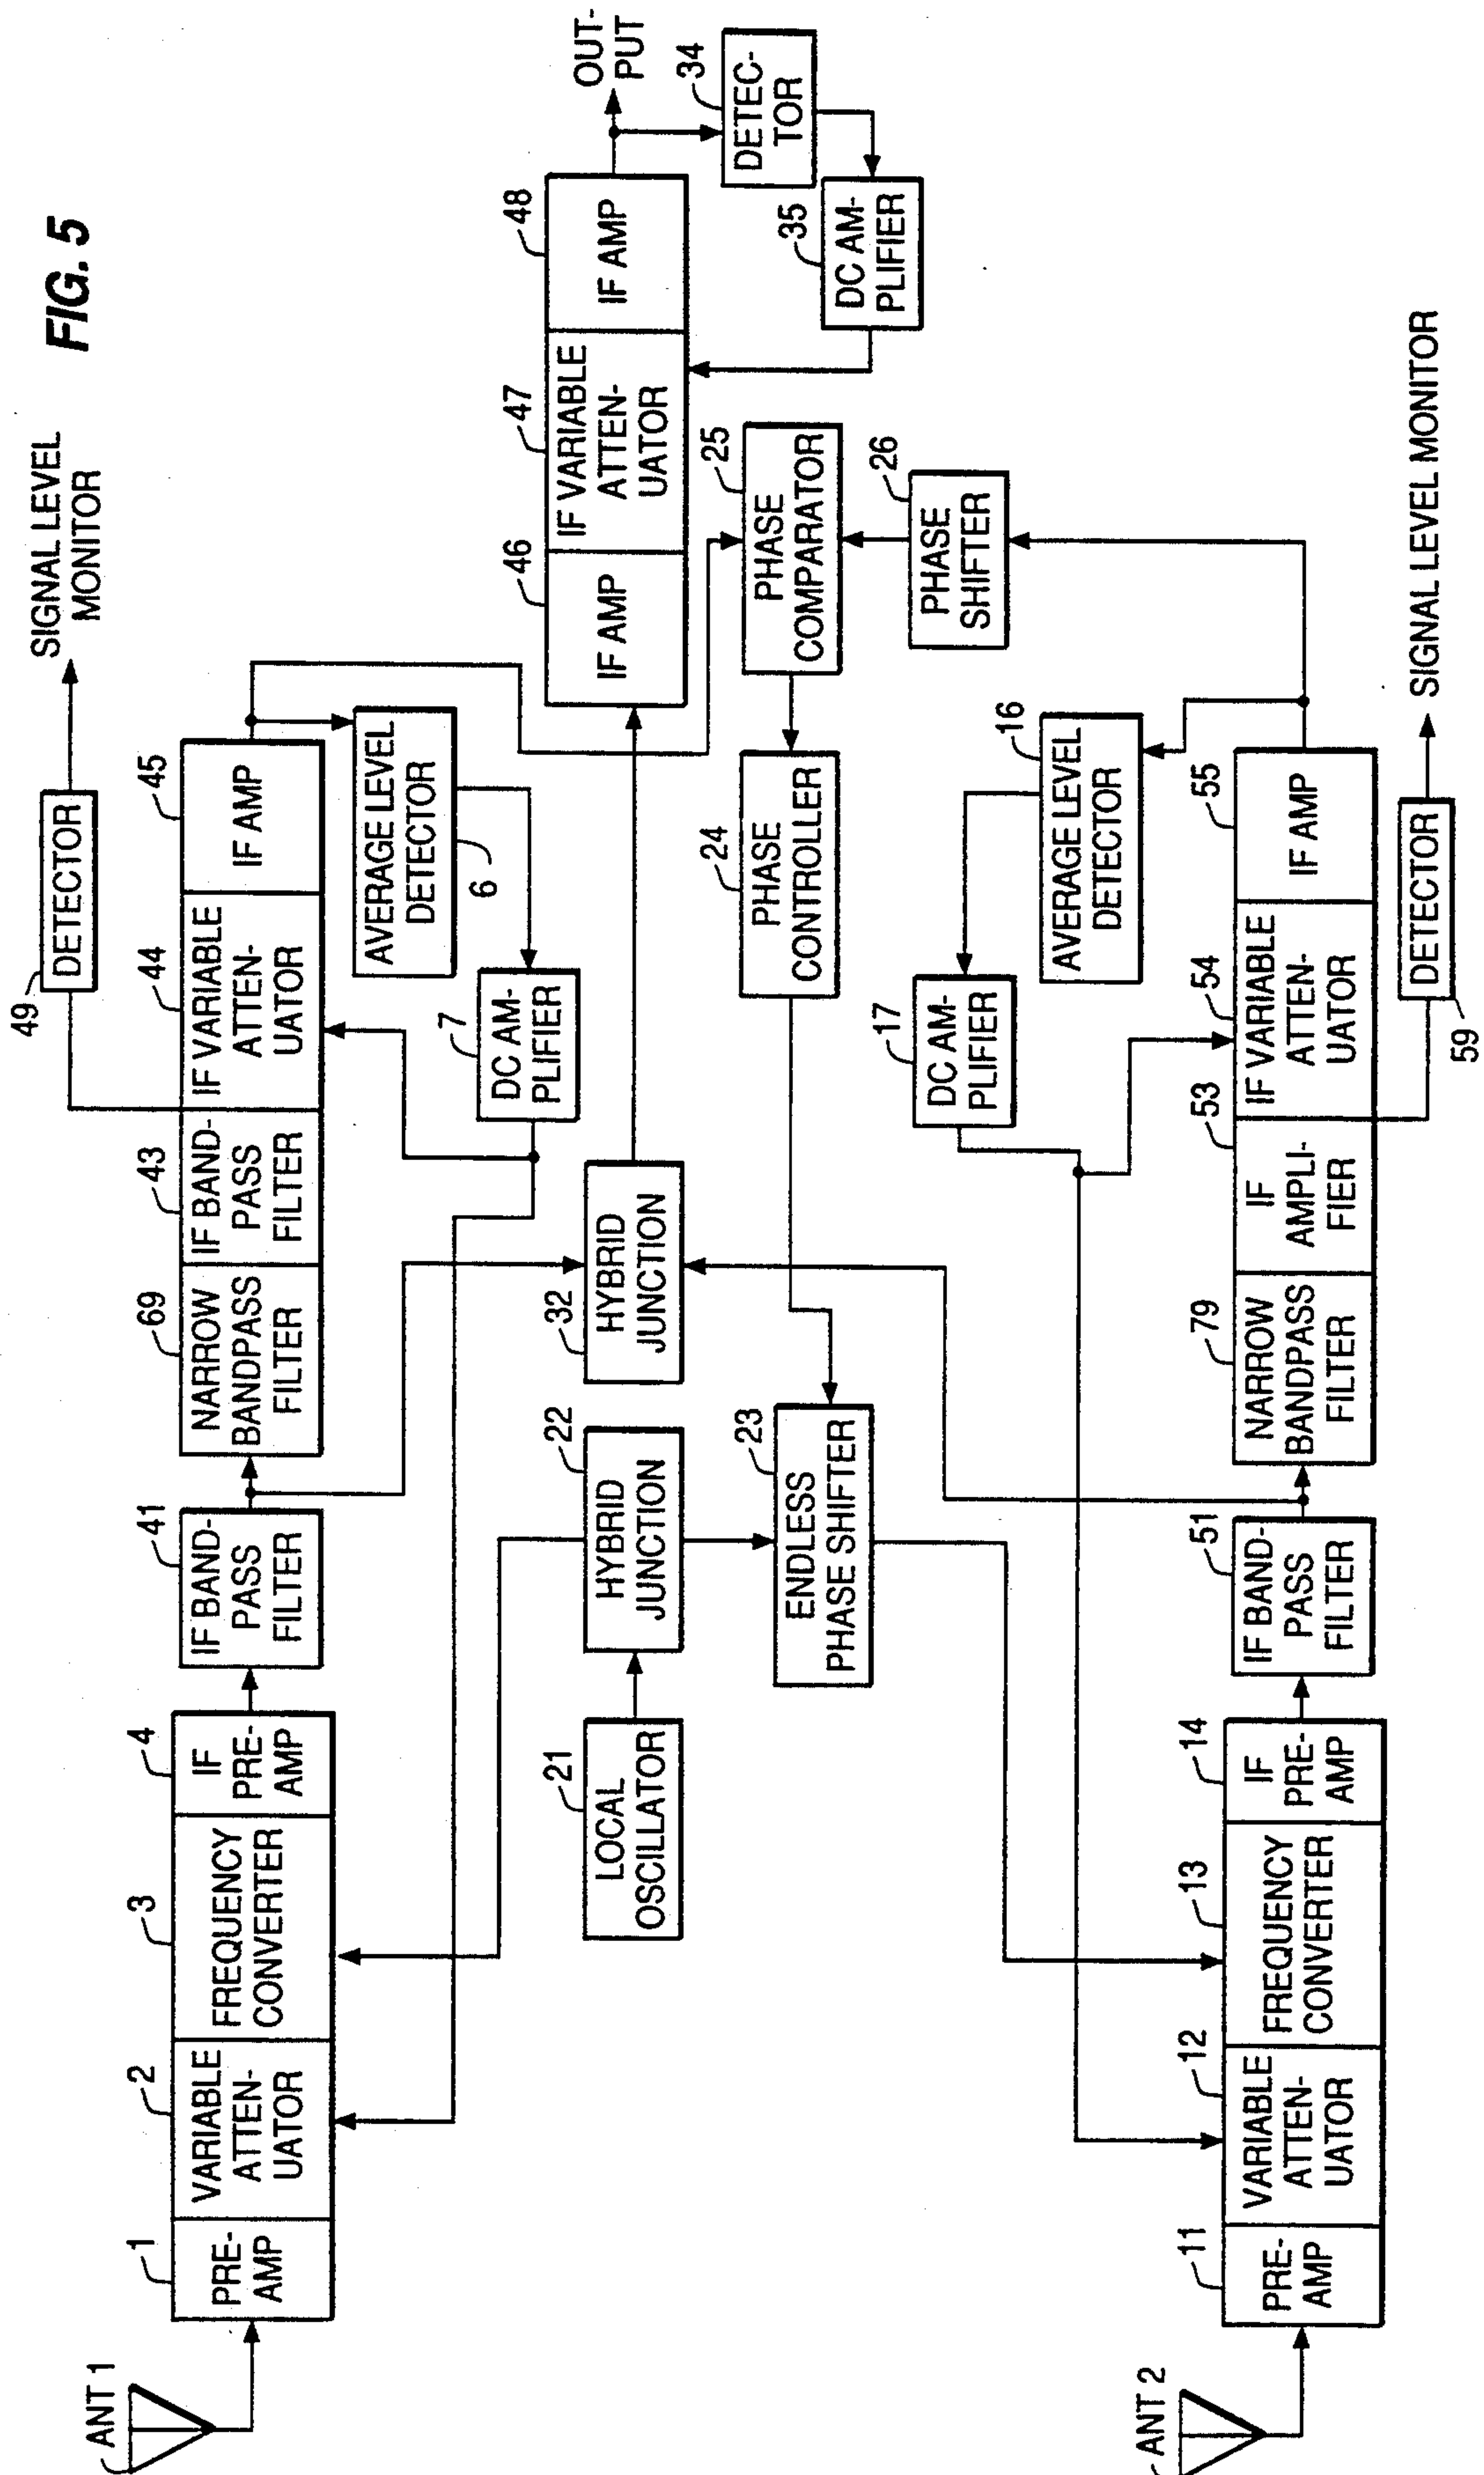 FIG. 5
ANT 1
1
PRE-
AMP
2
VARIABLE
ATTEN-
UATOR
3
FREQUENCY
CONVERTER
4
IF
PRE-
AMP
41
IF BAND-
PASS
FILTER
69
NARROW
BANDPASS
FILTER
43
IF BAND-
PASS
FILTER
44
IF VARIABLE
ATTEN-
UATOR
45
IF AMP
49
DETECTOR
SIGNAL LEVEL
MONITOR
AVERAGE LEVEL
DETECTOR
6
7
DC AM-
PLIFIER
21
LOCAL
OSCILLATOR
22
HYBRID
JUNCTION
32
HYBRID
JUNCTION
46
IF AMP
47
IF VARIABLE
ATTEN-
UATOR
48
IF AMP
OUT-
PUT
34
DETEC-
TOR
35
DC AM-
PLIFIER
23
ENDLESS
PHASE SHIFTER
24
PHASE
CONTROLLER
25
PHASE
COMPARATOR
26
PHASE
SHIFTER
17
DC AM-
PLIFIER
16
AVERAGE LEVEL
DETECTOR
ANT 2
11
PRE-
AMP
12
VARIABLE
ATTEN-
UATOR
13
FREQUENCY
CONVERTER
14
IF
PRE-
AMP
51
IF BAND-
PASS
FILTER
79
NARROW
BANDPASS
FILTER
53
IF
AMPLI-
FIER
54
IF VARIABLE
ATTEN-
UATOR
55
IF AMP
59
DETECTOR
SIGNAL LEVEL MONITOR